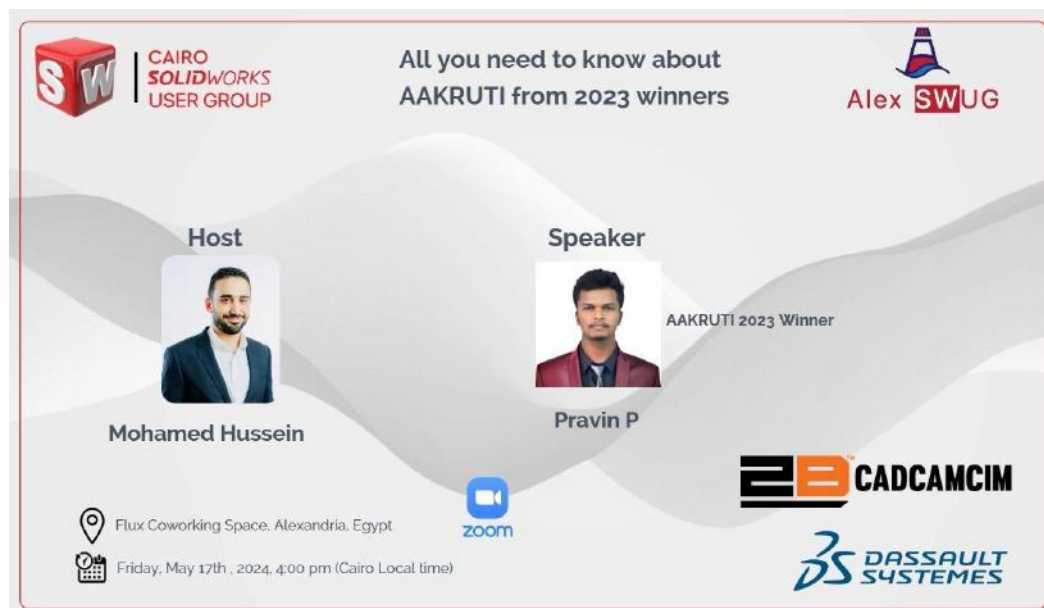 SW
CAIRO
SOLIDWORKS
USER GROUP
All you need to know about
AAKRUTI from 2023 winners
Alex SWUG
Host
Speaker
AAKRUTI 2023 Winner
Mohamed Hussein
Pravin P
2B™ CADCAMCIM
zoom
Flux Coworking Space, Alexandria, Egypt
Friday, May 17th , 2024, 4:00 pm (Cairo Local time)
3DS DASSAULT
SYSTEMES